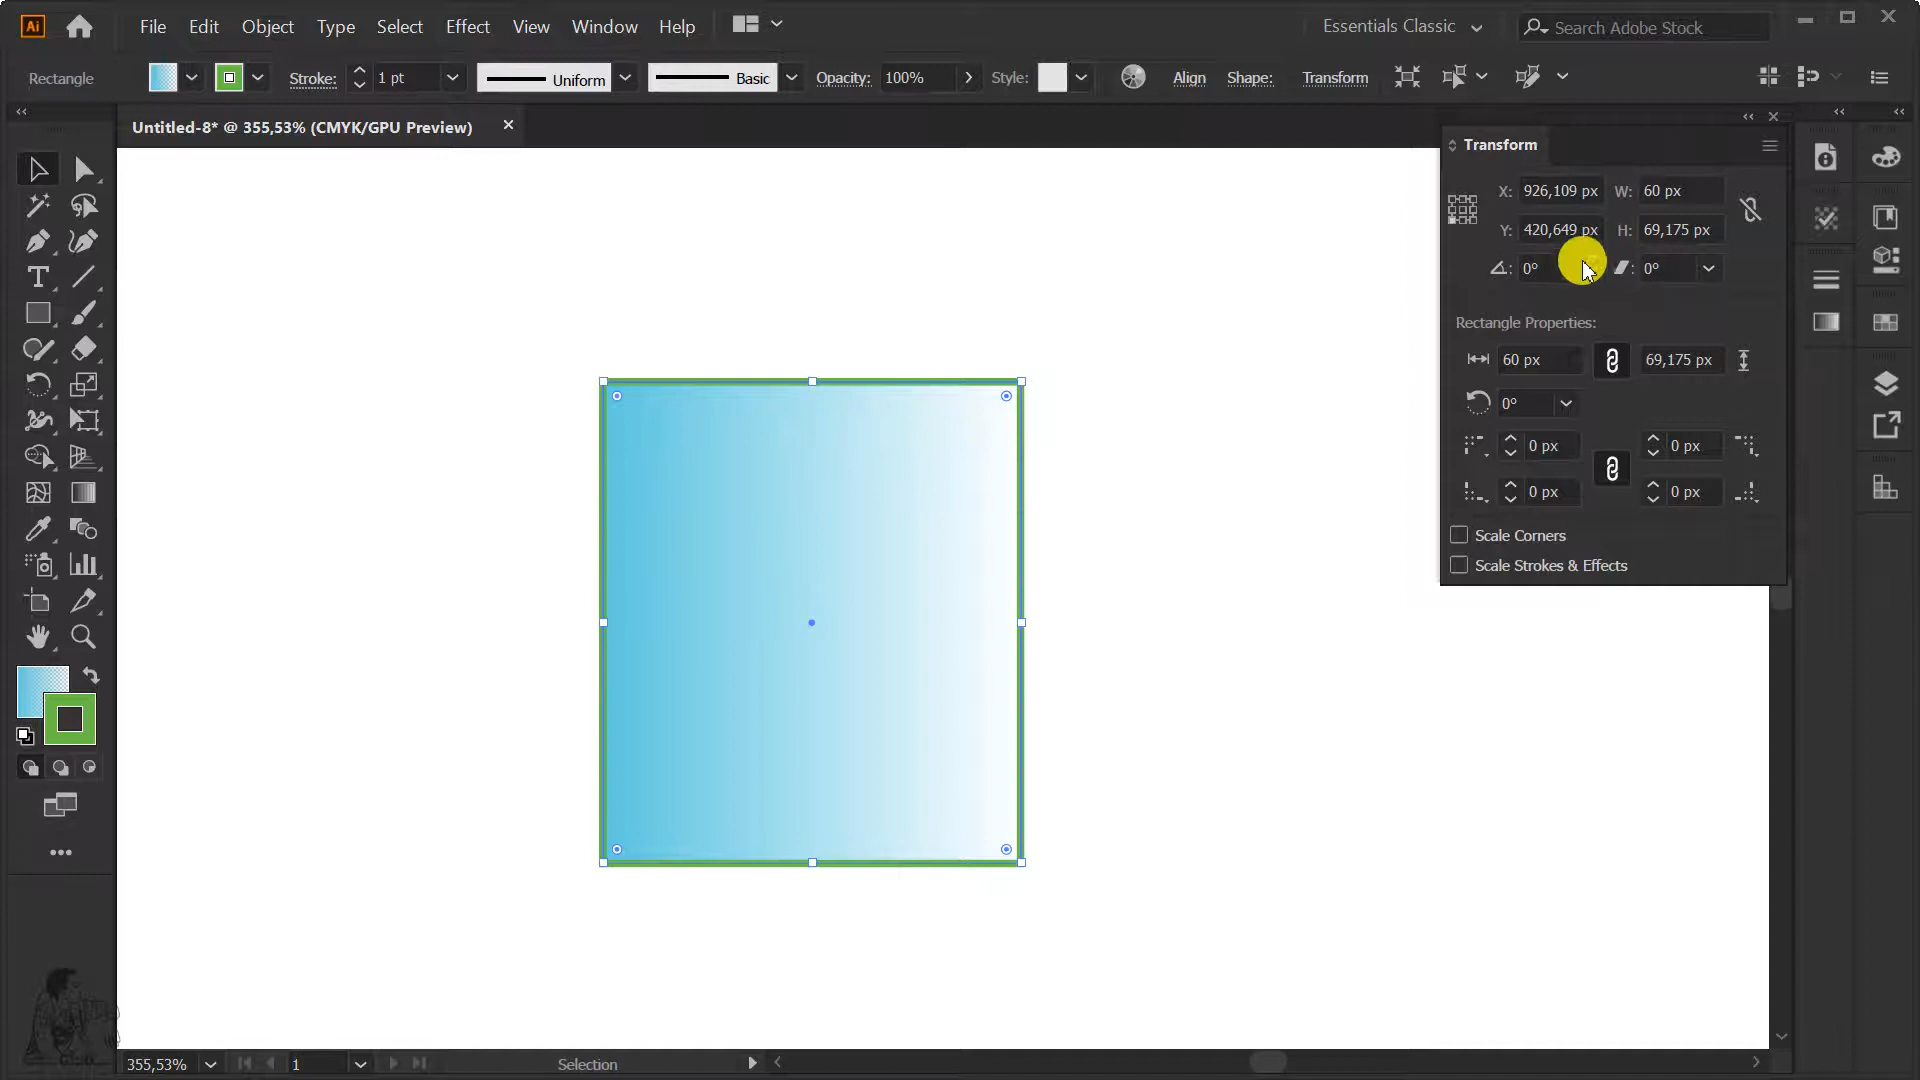 Ai
File Edit Object Type Select Effect View Window Help
Essentials Classic
Search Adobe Stock
Rectangle
Stroke: 1 pt
Uniform
Basic
Opacity: 100%
Style:
Align
Shape:
Transform
Untitled-8* @ 355,53% (CMYK/GPU Preview)
Transform
X: 926,109 px W: 60 px
Y: 420,649 px H: 69,175 px
: 0° : 0°
Rectangle Properties:
60 px 69,175 px
0°
0 px 0 px
0 px 0 px
Scale Corners
Scale Strokes & Effects
T
355,53% 1 Selection